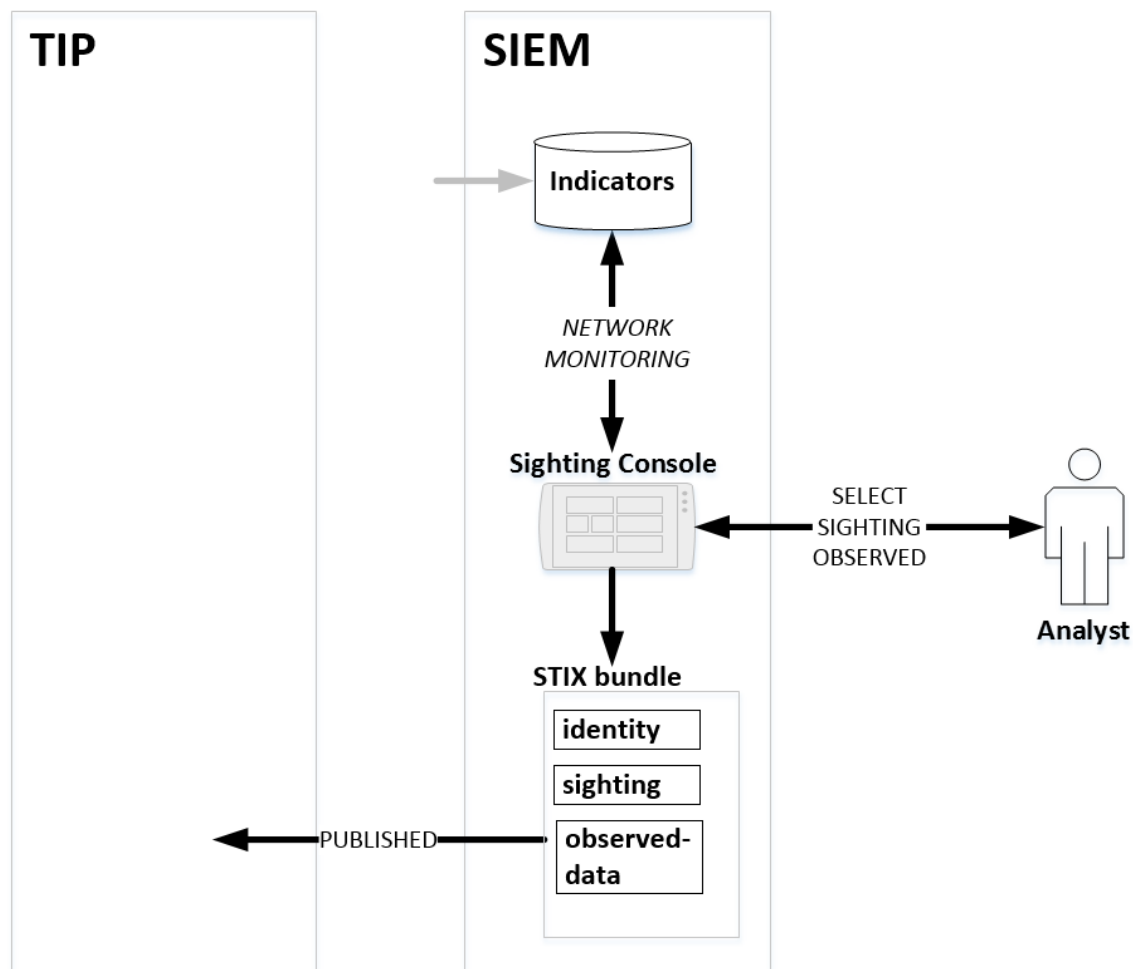 TIP
SIEM
Indicators
NETWORK
MONITORING
Sighting Console
SELECT
SIGHTING
OBSERVED
Analyst
STIX bundle
identity
sighting
PUBLISHED
observed-
data